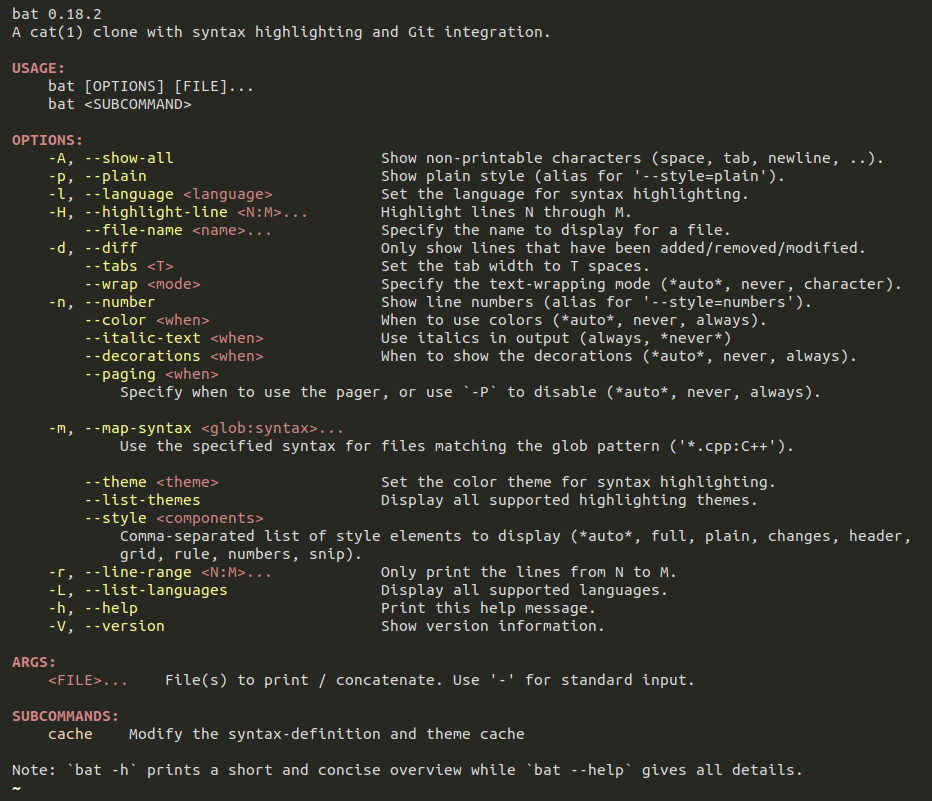 bat 0.18.2
A cat(1) clone with syntax highlighting and Git integration.

USAGE:
    bat [OPTIONS] [FILE]...
    bat <SUBCOMMAND>

OPTIONS:
    -A, --show-all                       Show non-printable characters (space, tab, newline, ..).
    -p, --plain                          Show plain style (alias for '--style=plain').
    -l, --language <language>            Set the language for syntax highlighting.
    -H, --highlight-line <N:M>...        Highlight lines N through M.
        --file-name <name>...            Specify the name to display for a file.
    -d, --diff                           Only show lines that have been added/removed/modified.
        --tabs <T>                       Set the tab width to T spaces.
        --wrap <mode>                    Specify the text-wrapping mode (*auto*, never, character).
    -n, --number                         Show line numbers (alias for '--style=numbers').
        --color <when>                   When to use colors (*auto*, never, always).
        --italic-text <when>             Use italics in output (always, *never*)
        --decorations <when>             When to show the decorations (*auto*, never, always).
        --paging <when>
            Specify when to use the pager, or use `-P` to disable (*auto*, never, always).

    -m, --map-syntax <glob:syntax>...
            Use the specified syntax for files matching the glob pattern ('*.cpp:C++').

        --theme <theme>                  Set the color theme for syntax highlighting.
        --list-themes                    Display all supported highlighting themes.
        --style <components>
            Comma-separated list of style elements to display (*auto*, full, plain, changes, header,
            grid, rule, numbers, snip).
    -r, --line-range <N:M>...            Only print the lines from N to M.
    -L, --list-languages                 Display all supported languages.
    -h, --help                           Print this help message.
    -V, --version                        Show version information.

ARGS:
    <FILE>...    File(s) to print / concatenate. Use '-' for standard input.

SUBCOMMANDS:
    cache    Modify the syntax-definition and theme cache

Note: `bat -h` prints a short and concise overview while `bat --help` gives all details.
~